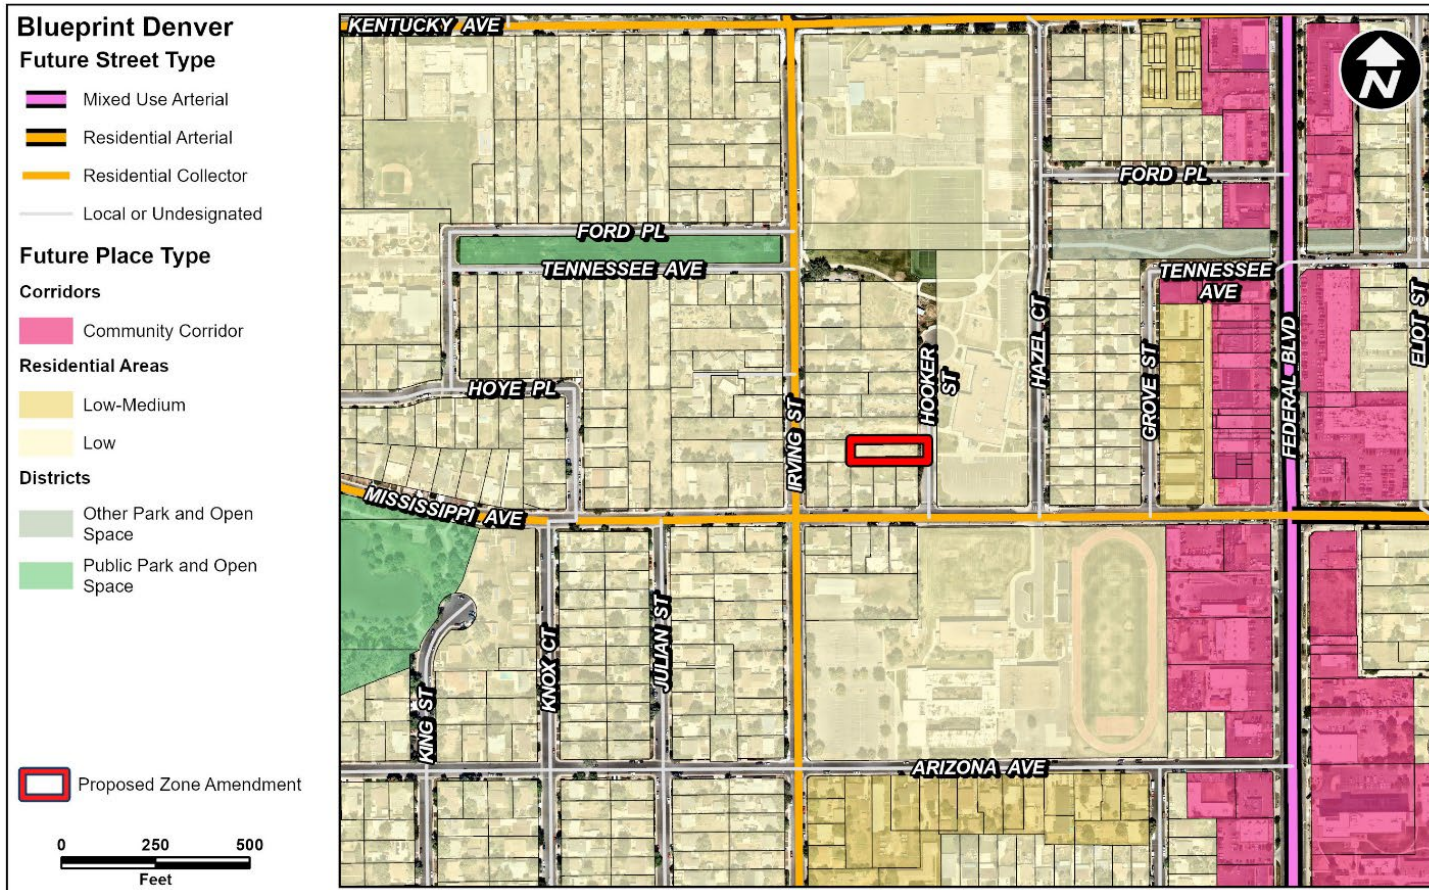 Blueprint Denver
Future Street Type
Mixed Use Arterial
Residential Arterial
Residential Collector
Local or Undesignated
Future Place Type
Corridors
Community Corridor
Residential Areas
Low-Medium
Low
Districts
Other Park and Open
Space
Public Park and Open
Space
Proposed Zone Amendment
0 250 500
Feet
KENTUCKY AVE
N
FORD PL
FORD PL
TENNESSEE AVE
TENNESSEE
AVE
HOYE PL
IRVING ST
HOOKER
ST
HAZEL CT
GROVE ST
FEDERAL BLVD
ELIOT ST
MISSISSIPPI AVE
KING ST
KNOX CT
JULIAN ST
ARIZONA AVE